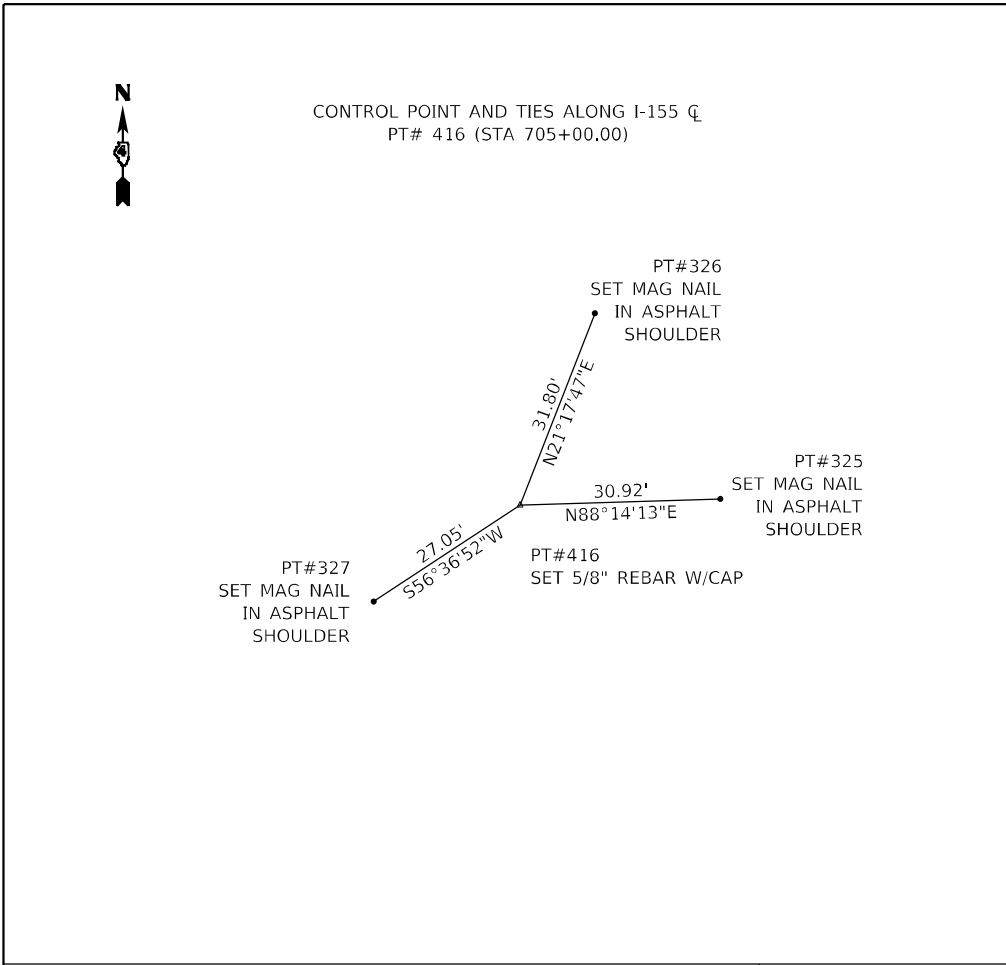 N
4
CONTROL POINT AND TIES ALONG I-155 ℄
PT# 416 (STA 705+00.00)
PT#326
SET MAG NAIL
IN ASPHALT
SHOULDER
31.80'
N21°17'47"E
PT#325
SET MAG NAIL
IN ASPHALT
SHOULDER
30.92'
N88°14'13"E
PT#416
SET 5/8" REBAR W/CAP
27.05'
S56°36'52"W
PT#327
SET MAG NAIL
IN ASPHALT
SHOULDER